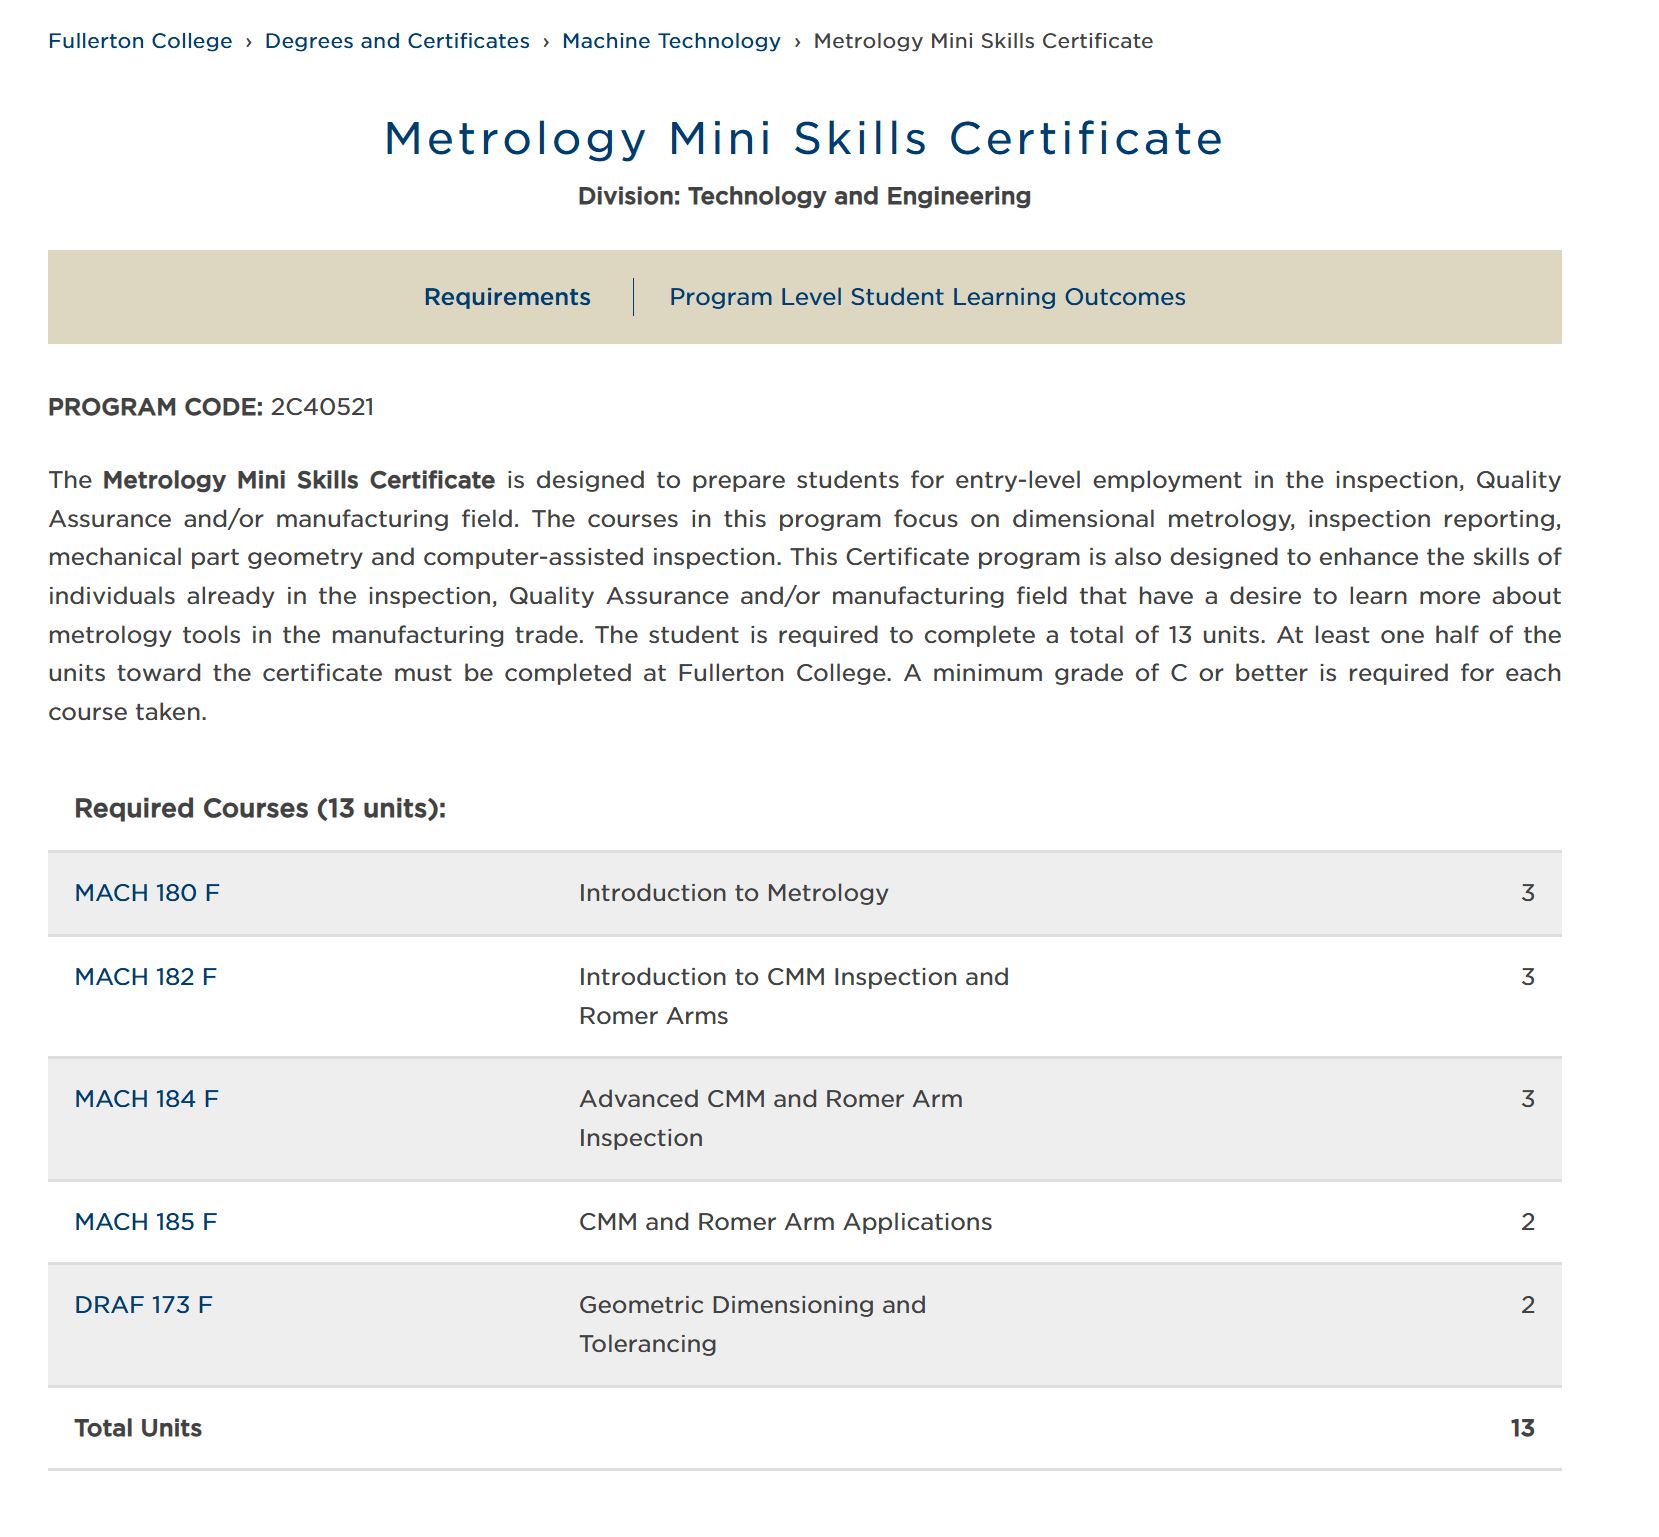 Fullerton College › Degrees and Certificates › Machine Technology › Metrology Mini Skills Certificate
Metrology Mini Skills Certificate
Division: Technology and Engineering
Requirements | Program Level Student Learning Outcomes
PROGRAM CODE: 2C40521
The Metrology Mini Skills Certificate is designed to prepare students for entry-level employment in the inspection, Quality
Assurance and/or manufacturing field. The courses in this program focus on dimensional metrology, inspection reporting,
mechanical part geometry and computer-assisted inspection. This Certificate program is also designed to enhance the skills of
individuals already in the inspection, Quality Assurance and/or manufacturing field that have a desire to learn more about
metrology tools in the manufacturing trade. The student is required to complete a total of 13 units. At least one half of the
units toward the certificate must be completed at Fullerton College. A minimum grade of C or better is required for each
course taken.
Required Courses (13 units):
MACH 180 F Introduction to Metrology 3
MACH 182 F Introduction to CMM Inspection and 3
Romer Arms
MACH 184 F Advanced CMM and Romer Arm 3
Inspection
MACH 185 F CMM and Romer Arm Applications 2
DRAF 173 F Geometric Dimensioning and 2
Tolerancing
Total Units 13